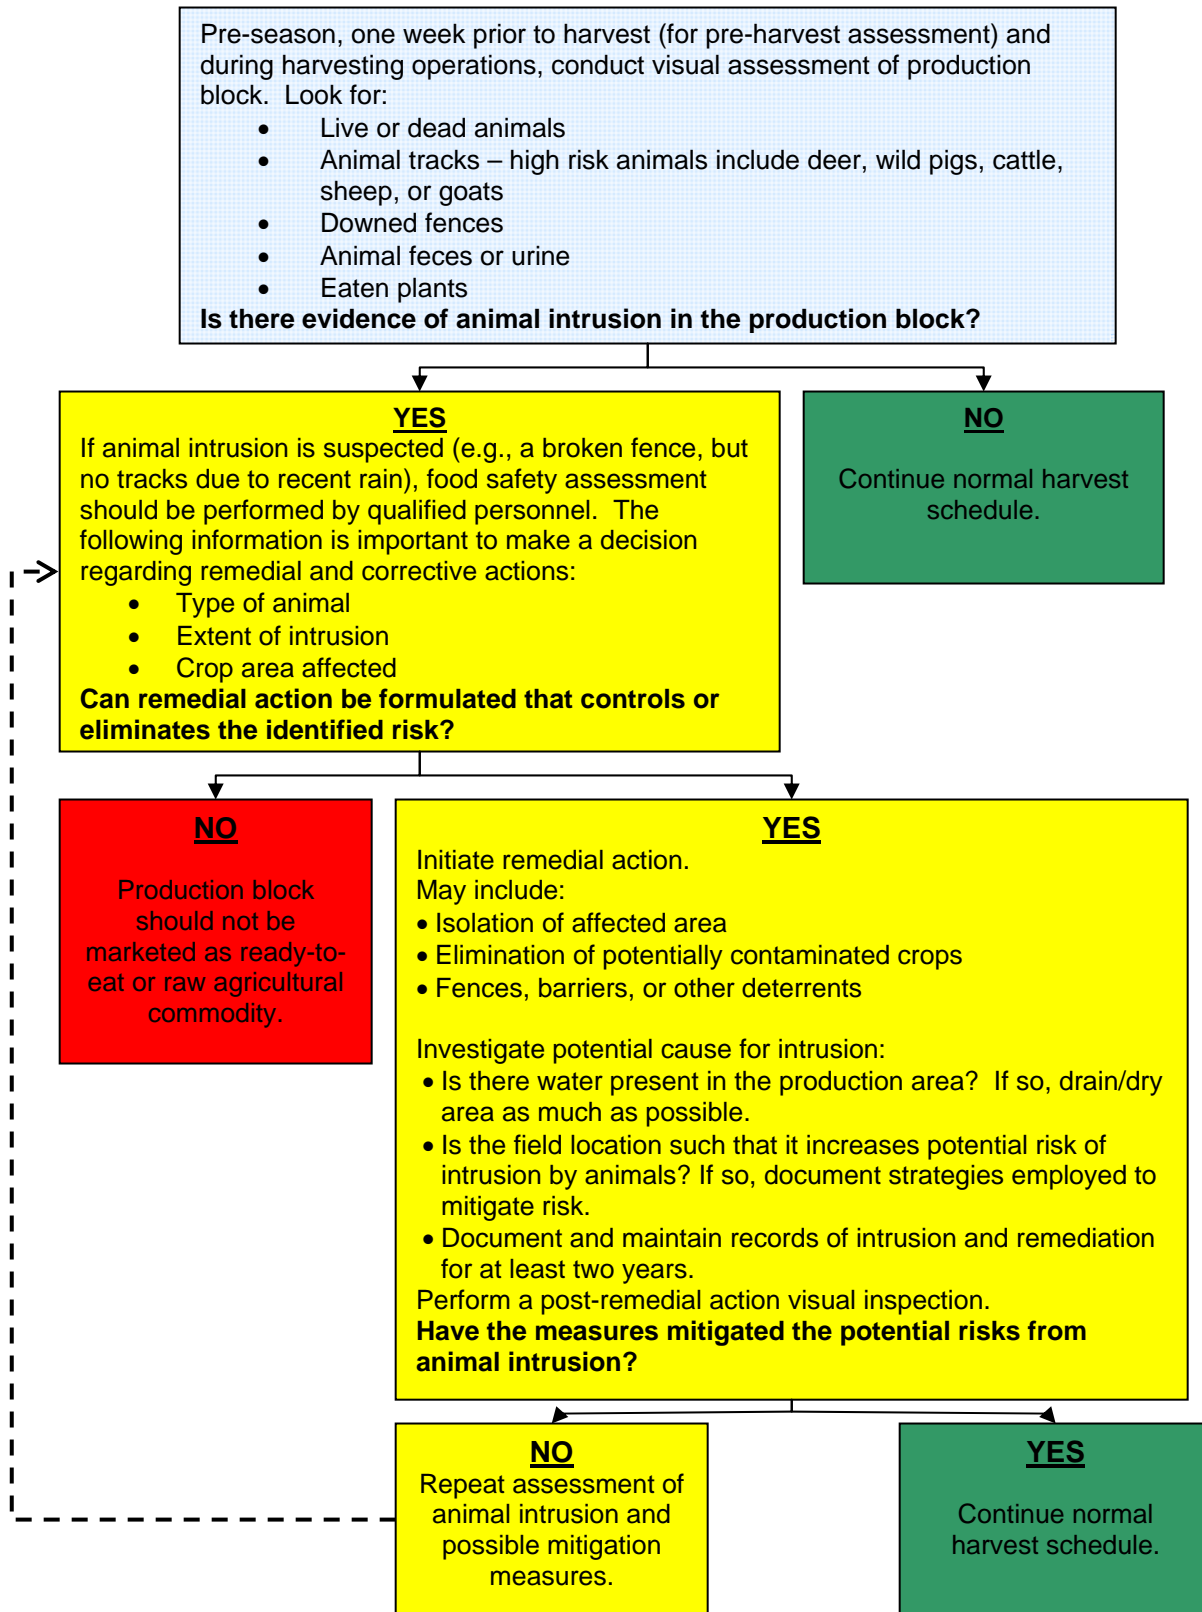 Pre-season, one week prior to harvest (for pre-harvest assessment) and
during harvesting operations, conduct visual assessment of production
block.  Look for:
• Live or dead animals
• Animal tracks – high risk animals include deer, wild pigs, cattle,
sheep, or goats
• Downed fences
• Animal feces or urine
• Eaten plants
Is there evidence of animal intrusion in the production block?
YES
If animal intrusion is suspected (e.g., a broken fence, but
no tracks due to recent rain), food safety assessment
should be performed by qualified personnel.  The
following information is important to make a decision
regarding remedial and corrective actions:
• Type of animal
• Extent of intrusion
• Crop area affected
Can remedial action be formulated that controls or
eliminates the identified risk?
NO
Continue normal harvest
schedule.
NO
Production block
should not be
marketed as ready-to-
eat or raw agricultural
commodity.
YES
Initiate remedial action.
May include:
• Isolation of affected area
• Elimination of potentially contaminated crops
• Fences, barriers, or other deterrents
Investigate potential cause for intrusion:
• Is there water present in the production area?  If so, drain/dry
area as much as possible.
• Is the field location such that it increases potential risk of
intrusion by animals? If so, document strategies employed to
mitigate risk.
• Document and maintain records of intrusion and remediation
for at least two years.
Perform a post-remedial action visual inspection.
Have the measures mitigated the potential risks from
animal intrusion?
NO
Repeat assessment of
animal intrusion and
possible mitigation
measures.
YES
Continue normal
harvest schedule.